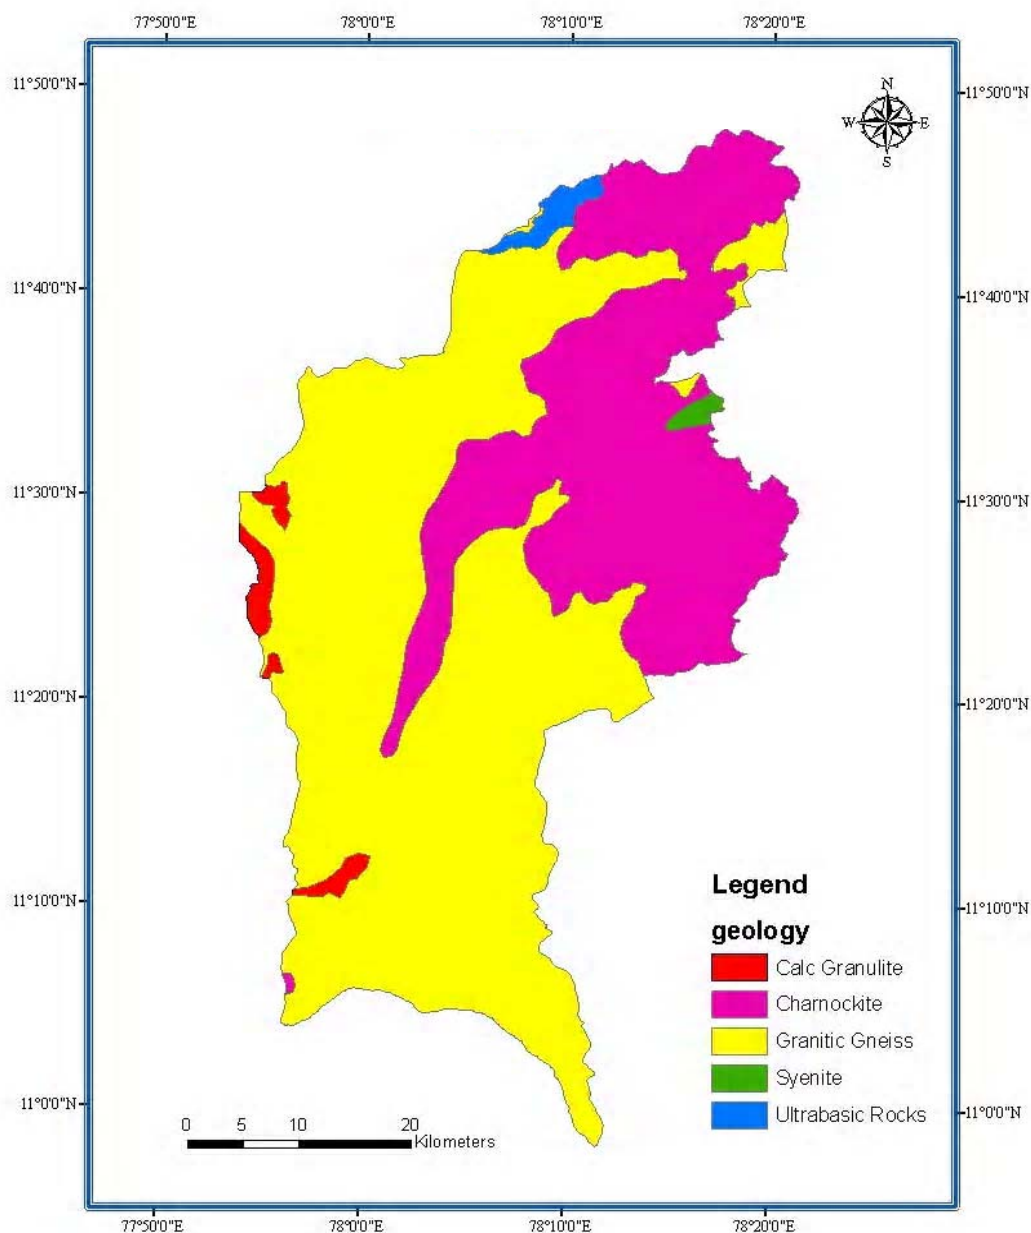 77°50'0"E 78°0'0"E 78°10'0"E 78°20'0"E
11°50'0"N 11°50'0"N
N
W E
S
11°40'0"N 11°40'0"N
11°30'0"N 11°30'0"N
11°20'0"N 11°20'0"N
Legend
11°10'0"N 11°10'0"N
geology
Calc Granulite
Charnockite
Granitic Gneiss
Syenite
11°0'0"N 11°0'0"N
Ultrabasic Rocks
0 5 10 20
Kilometers
77°50'0"E 78°0'0"E 78°10'0"E 78°20'0"E